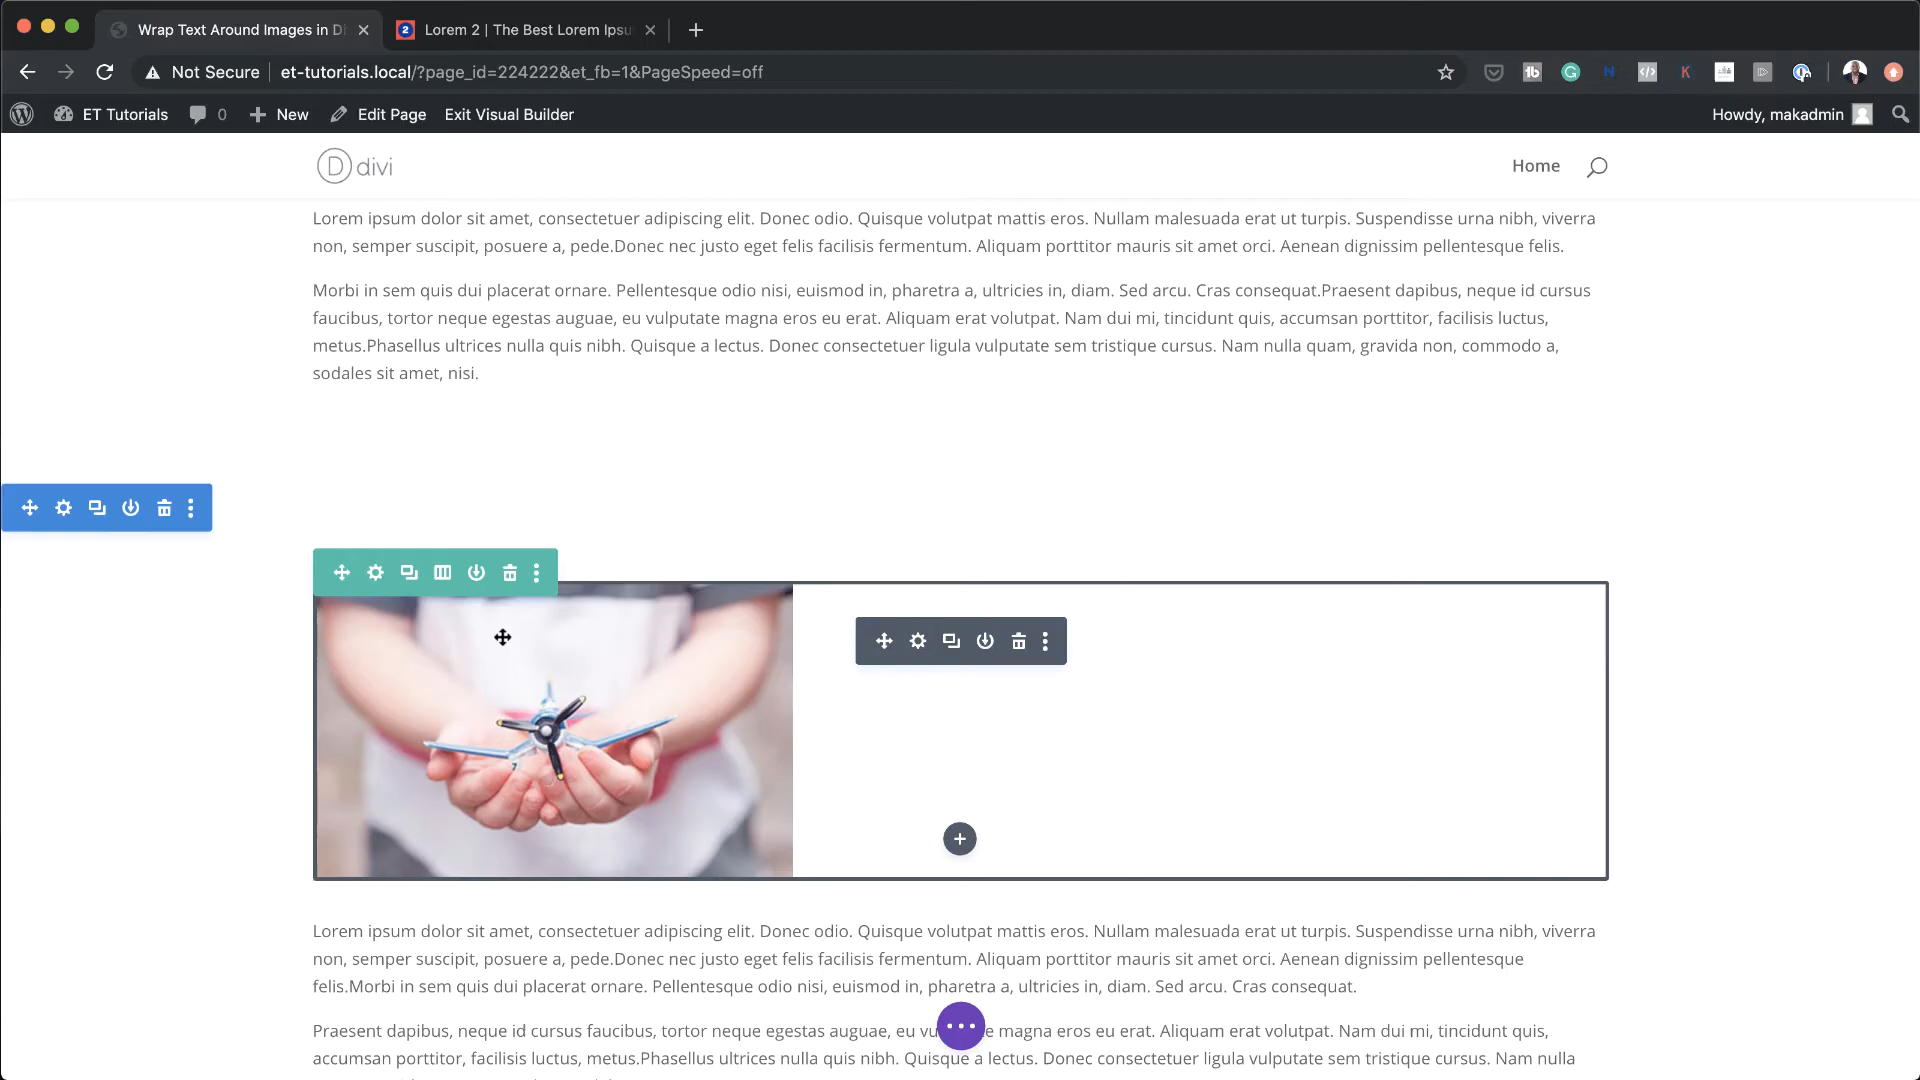 Wrap Text Around Images in Di
Lorem 2 | The Best Lorem Ipsu
Not Secure et-tutorials.local/?page_id=224222&et_fb=1&PageSpeed=off
ET Tutorials 0 New Edit Page Exit Visual Builder Howdy, makadmin
D divi
Home
Lorem ipsum dolor sit amet, consectetuer adipiscing elit. Donec odio. Quisque volutpat mattis eros. Nullam malesuada erat ut turpis. Suspendisse urna nibh, viverra
non, semper suscipit, posuere a, pede.Donec nec justo eget felis facilisis fermentum. Aliquam porttitor mauris sit amet orci. Aenean dignissim pellentesque felis.
Morbi in sem quis dui placerat ornare. Pellentesque odio nisi, euismod in, pharetra a, ultricies in, diam. Sed arcu. Cras consequat.Praesent dapibus, neque id cursus
faucibus, tortor neque egestas auguae, eu vulputate magna eros eu erat. Aliquam erat volutpat. Nam dui mi, tincidunt quis, accumsan porttitor, facilisis luctus,
metus.Phasellus ultrices nulla quis nibh. Quisque a lectus. Donec consectetuer ligula vulputate sem tristique cursus. Nam nulla quam, gravida non, commodo a,
sodales sit amet, nisi.
Lorem ipsum dolor sit amet, consectetuer adipiscing elit. Donec odio. Quisque volutpat mattis eros. Nullam malesuada erat ut turpis. Suspendisse urna nibh, viverra
non, semper suscipit, posuere a, pede.Donec nec justo eget felis facilisis fermentum. Aliquam porttitor mauris sit amet orci. Aenean dignissim pellentesque
felis.Morbi in sem quis dui placerat ornare. Pellentesque odio nisi, euismod in, pharetra a, ultricies in, diam. Sed arcu. Cras consequat.
Praesent dapibus, neque id cursus faucibus, tortor neque egestas auguae, eu vu e magna eros eu erat. Aliquam erat volutpat. Nam dui mi, tincidunt quis,
accumsan porttitor, facilisis luctus, metus.Phasellus ultrices nulla quis nibh. Quisque a lectus. Donec consectetuer ligula vulputate sem tristique cursus. Nam nulla